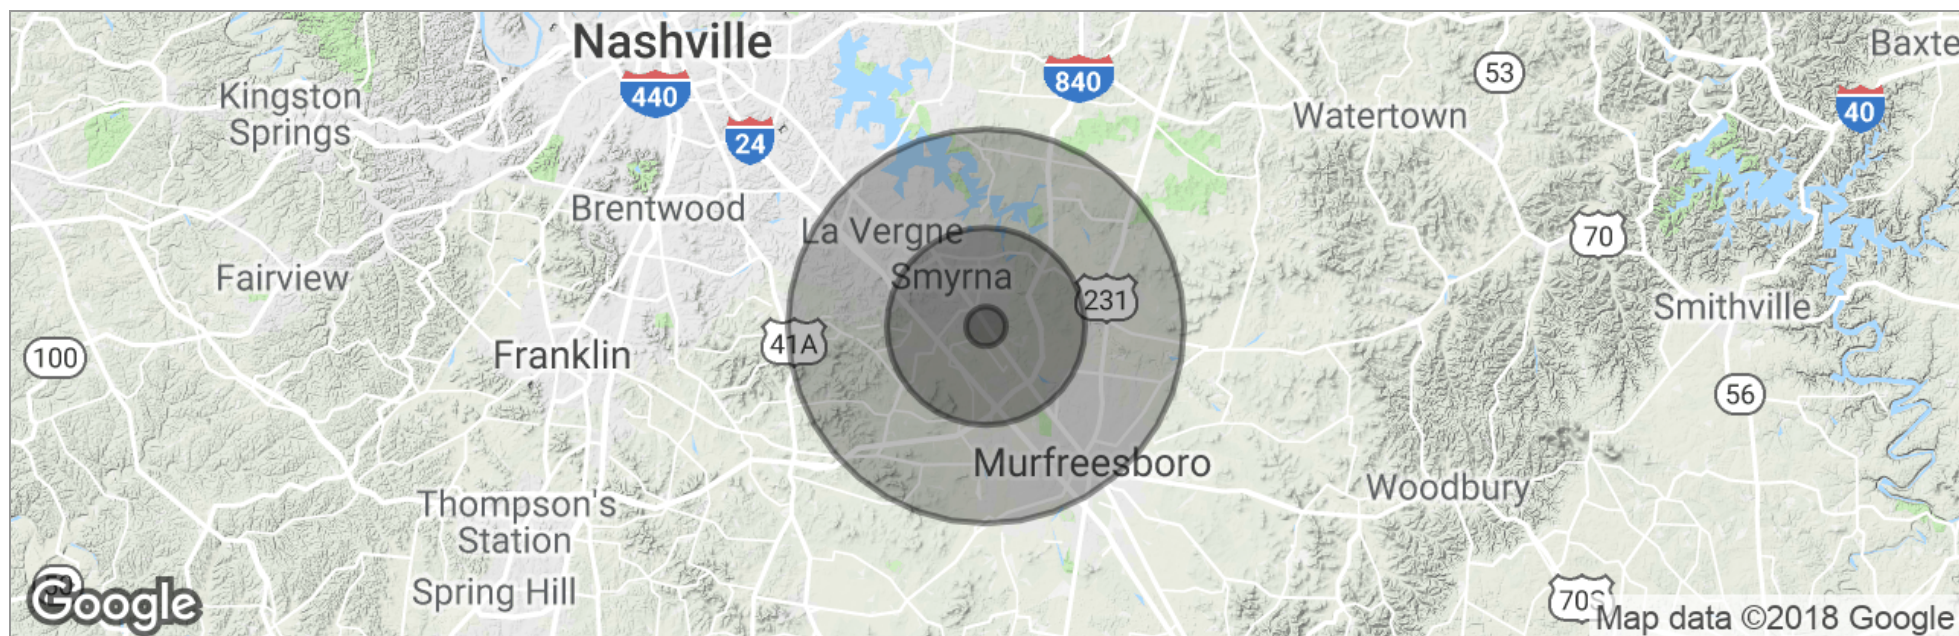 Nashville
Baxte
53
840
440
Kingston
Springs
40
Watertown
24
Brentwood
La Vergne
70
Fairview
Smyrna
231
Smithville
41A
100
Franklin
56
Murfreesboro
Woodbury
Thompson's
Station
Spring Hill
70S
Google
Map data ©2018 Google